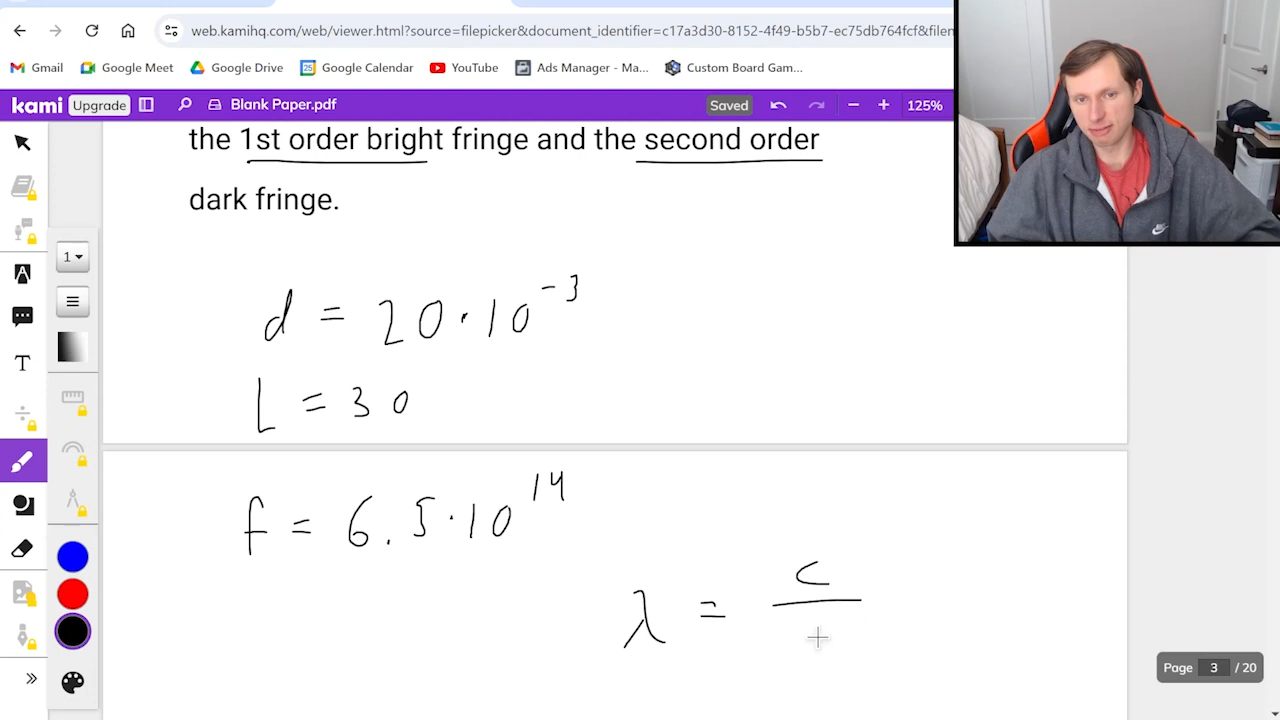 web.kamihq.com/web/viewer.html?source=filepicker&document_identifier=c17a3d30-8152-4f49-b5b7-ec75db764fcf&filen
Gmail Google Meet Google Drive Google Calendar YouTube Ads Manager - Ma... Custom Board Gam...
kami Upgrade Blank Paper.pdf Saved 125%
the 1st order bright fringe and the second order
dark fringe.
1
d = 20·10⁻³
L = 30
f = 6.5·10¹⁴
λ = c /
T
Page 3 / 20